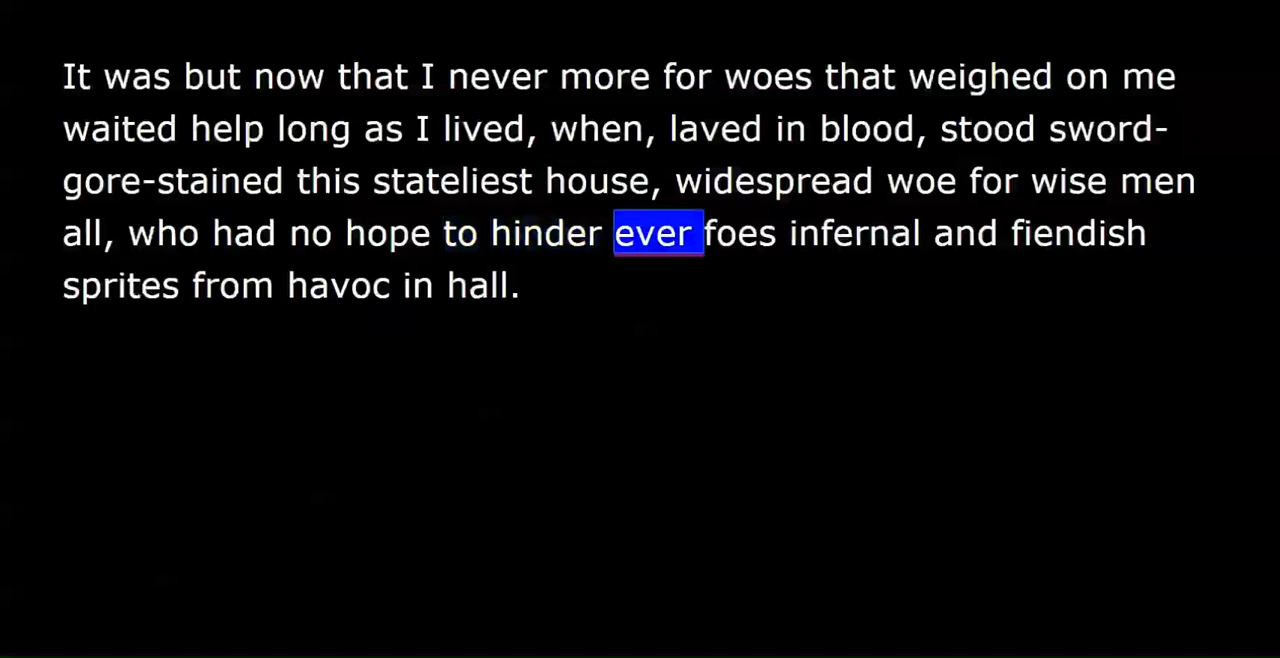 It was but now that I never more for woes that weighed on me
waited help long as I lived, when, laved in blood, stood sword-
gore-stained this stateliest house, widespread woe for wise men
all, who had no hope to hinder ever foes infernal and fiendish
sprites from havoc in hall.